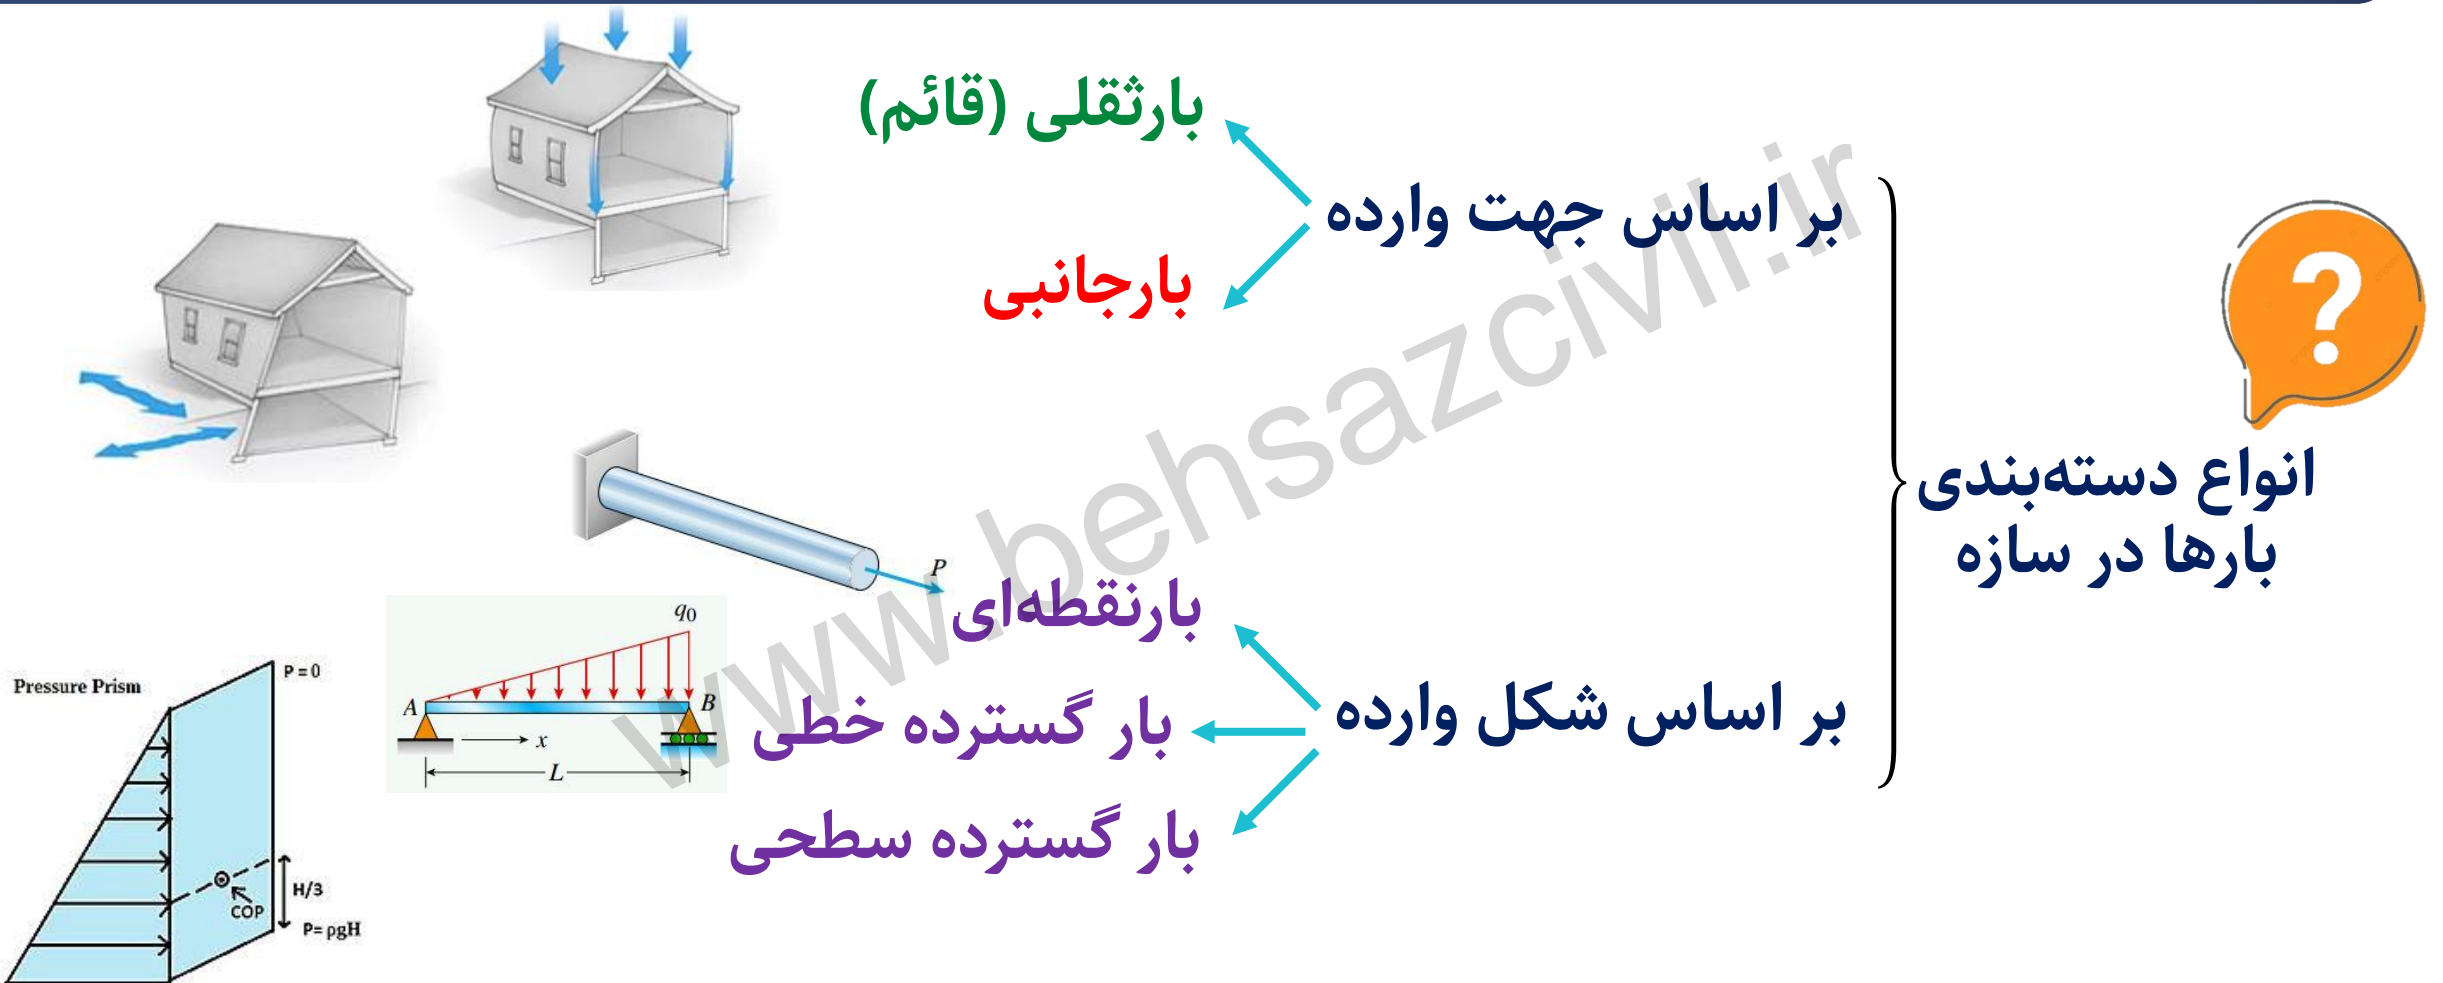 انواع دسته‌بندی
بارها در سازه
بر اساس جهت وارده
بارثقلی (قائم)
بارجانبی
بر اساس شکل وارده
بارنقطه‌ای
بار گسترده خطی
بار گسترده سطحی
?
P
q0
A
B
x
L
Pressure Prism
P=0
H/3
COP
P= ρgH
www.behsazcivil.ir